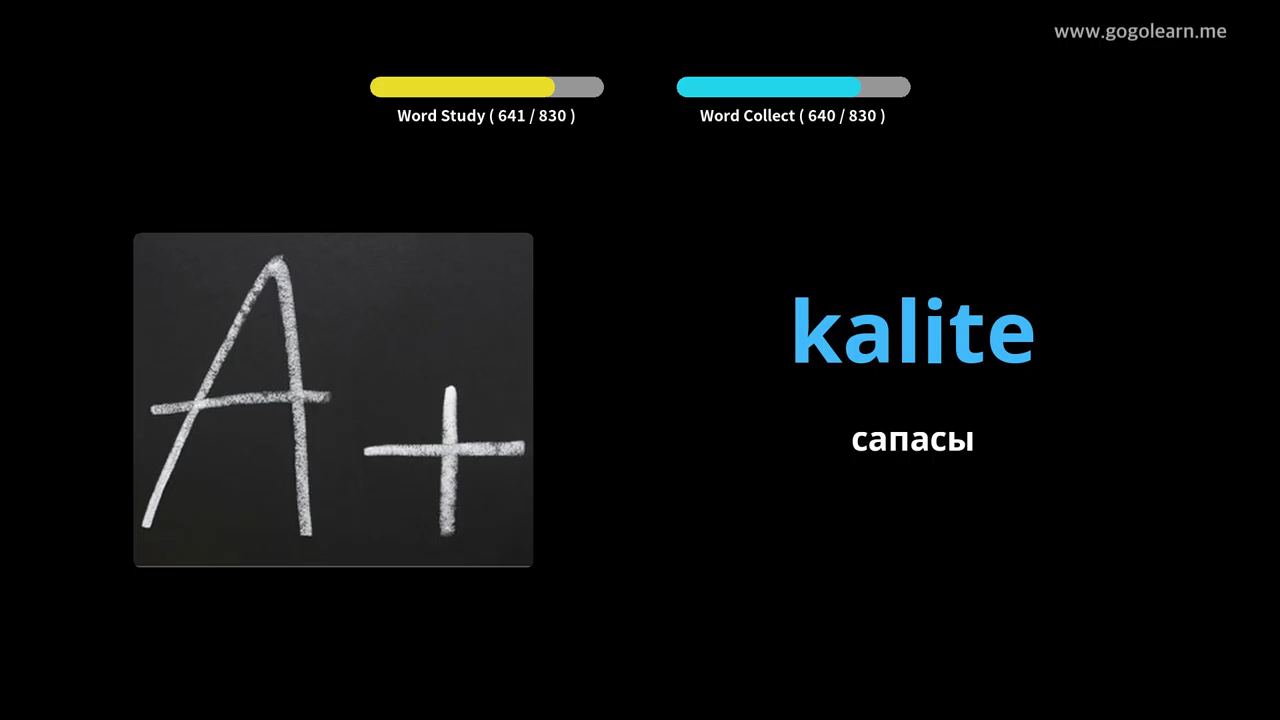 www.gogolearn.me
Word Study ( 641 / 830 )
Word Collect ( 640 / 830 )
A+
kalite
сапасы